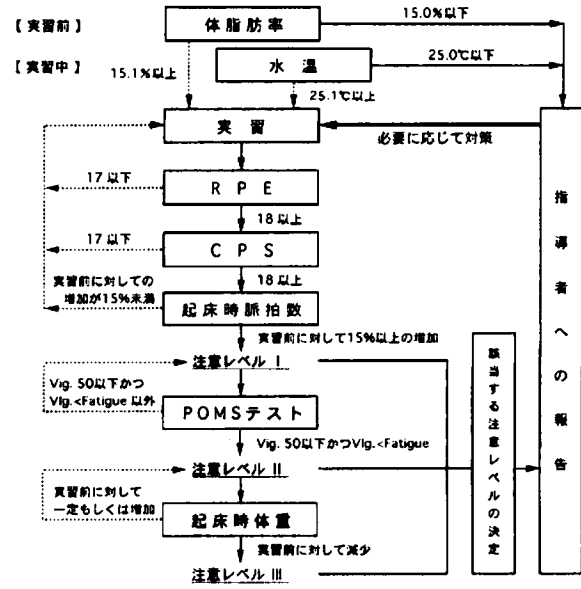 【実習前】
体脂肪率
15.0%以下
【実習中】
15.1%以上
水温
25.0℃以下
25.1℃以上
実習
必要に応じて対策
17以下
RPE
18以上
17以下
CPS
18以上
実習前に対しての
増加が15%未満
起床時脈拍数
実習前に対して15%以上の増加
注意レベル I
Vig. 50以下かつ
Vig.<Fatigue 以外
POMSテスト
Vig. 50以下かつVig.<Fatigue
注意レベル II
実習前に対して
一定もしくは増加
起床時体重
実習前に対して減少
注意レベル III
該当する注意レベルの決定
指導者への報告